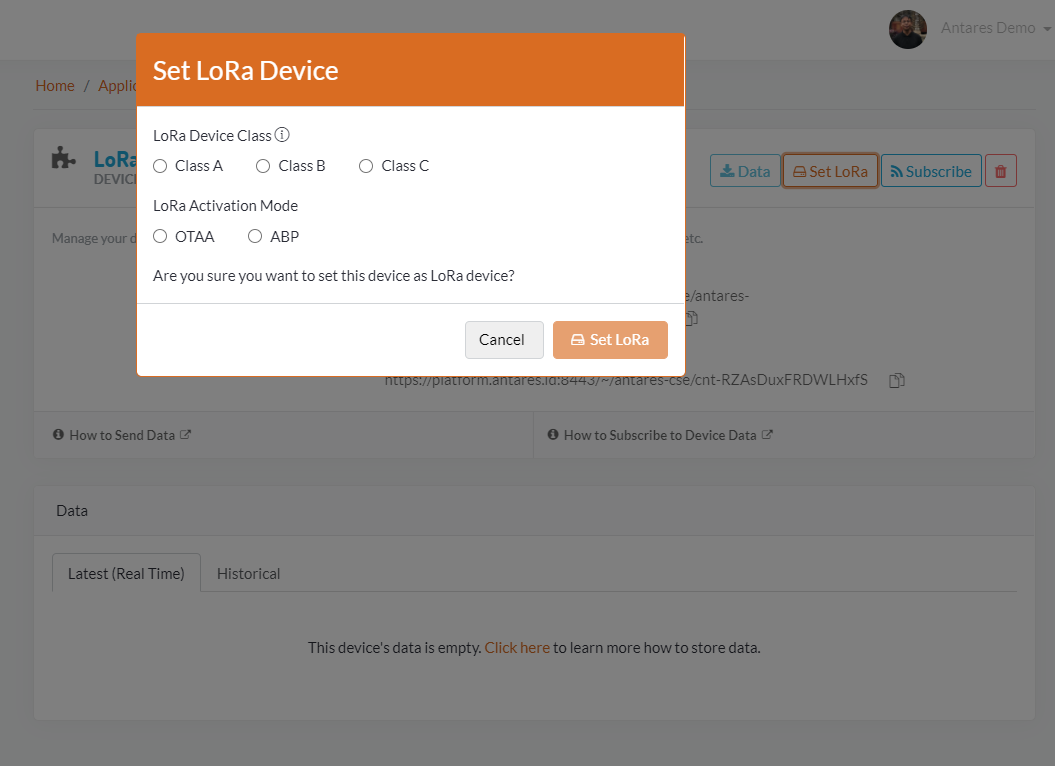 Antares Demo
Set LoRa Device
Home / Applic
LoRa Device Class
LoRa
DEVIC
Class A Class B Class C
Data Set LoRa Subscribe
LoRa Activation Mode
OTAA ABP
Manage your d
etc.
Are you sure you want to set this device as LoRa device?
e/antares-
Cancel Set LoRa
https://platform.antares.id:8443/~/antares-cse/cnt-RZAsDuxFRDWLHxfS
How to Send Data How to Subscribe to Device Data
Data
Latest (Real Time) Historical
This device's data is empty. Click here to learn more how to store data.